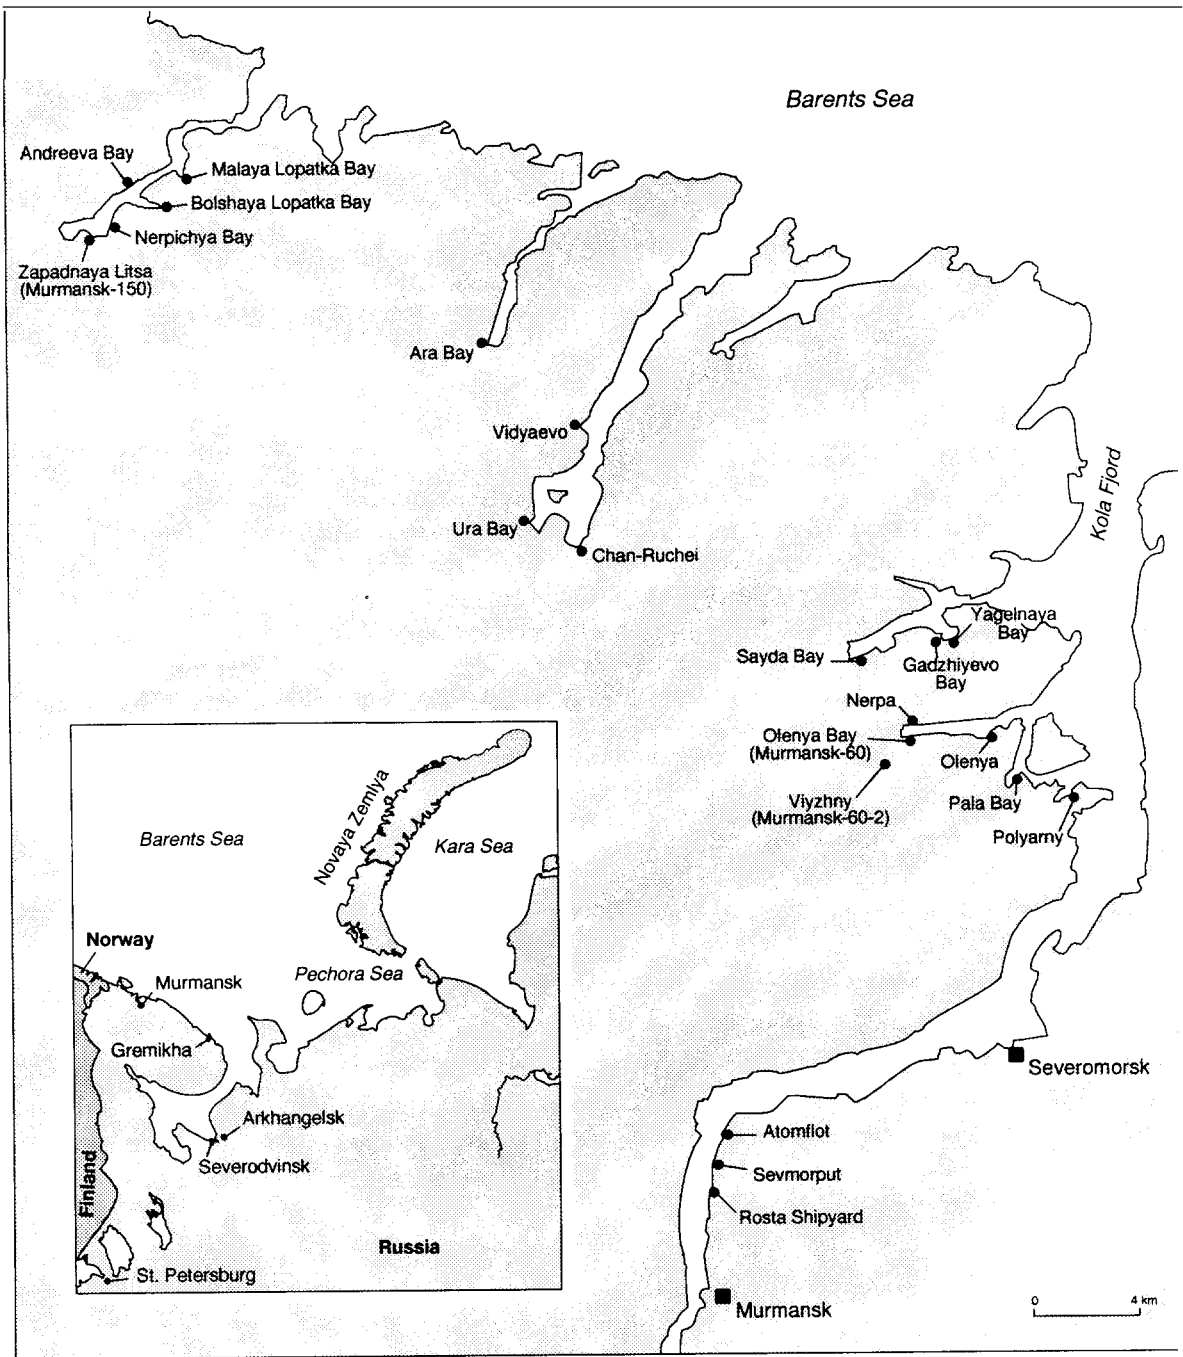 Barents Sea
Andreeva Bay
Malaya Lopatka Bay
Bolshaya Lopatka Bay
Nerpichya Bay
Zapadnaya Litsa
(Murmansk-150)
Ara Bay
Vidyaevo
Ura Bay
Chan-Ruchei
Kola Fjord
Yagelnaya
Bay
Sayda Bay
Gadzhiyevo
Bay
Nerpa
Olenya Bay
(Murmansk-60)
Olenya
Viyzhny
(Murmansk-60-2)
Pala Bay
Polyarny
Severomorsk
Atomflot
Sevmorput
Rosta Shipyard
Murmansk
0 4 km
Novaya Zemlya
Barents Sea
Kara Sea
Norway
Pechora Sea
Murmansk
Gremikha
Arkhangelsk
Severodvinsk
Finland
Russia
St. Petersburg